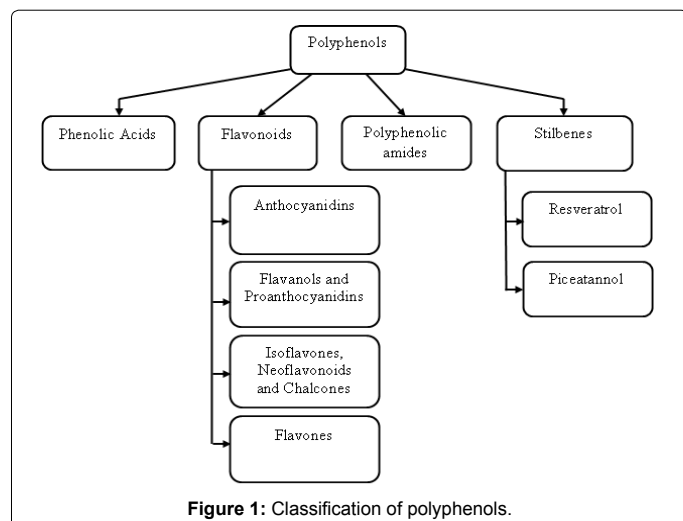 Polyphenols
Phenolic Acids
Flavonoids
Polyphenolic
amides
Stilbenes
Anthocyanidins
Flavanols and
Proanthocyanidins
Isoflavones,
Neoflavonoids
and Chalcones
Flavones
Resveratrol
Piceatannol
Figure 1: Classification of polyphenols.